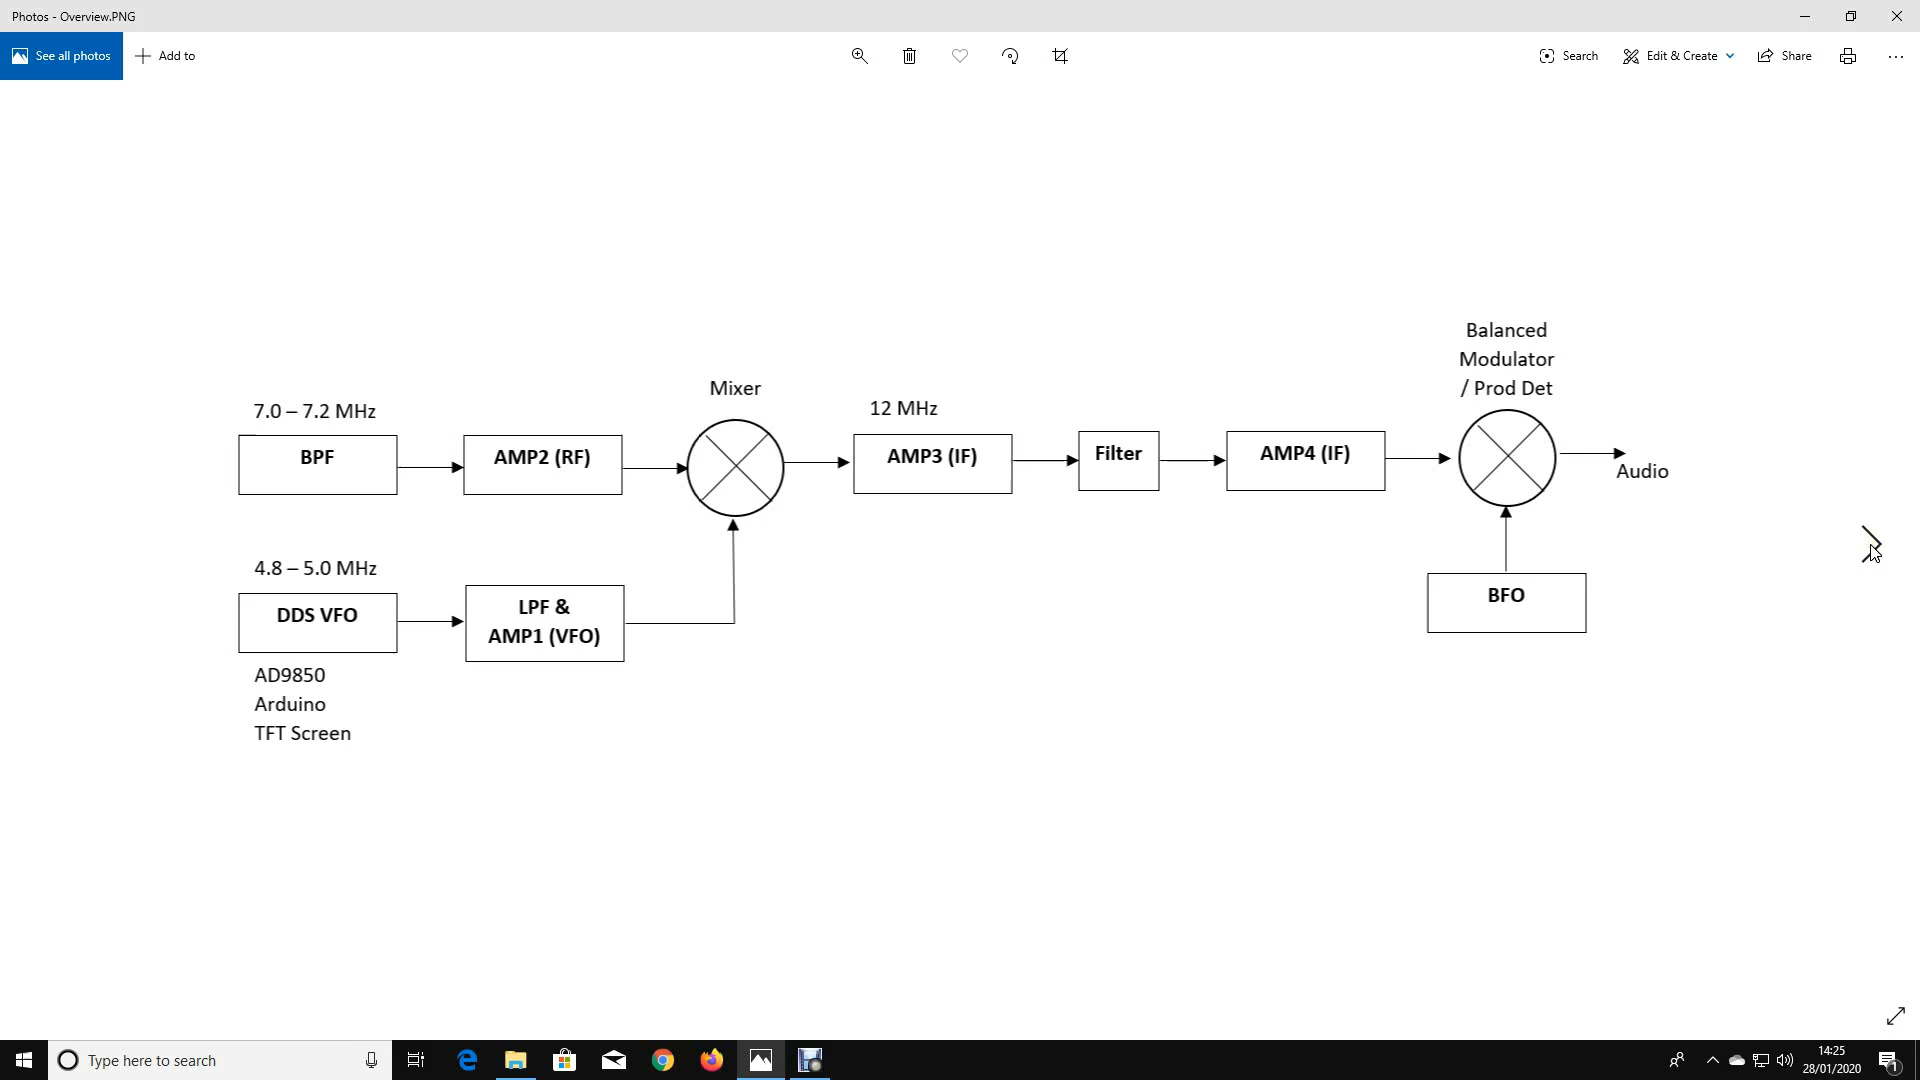 Photos - Overview.PNG
See all photos
Add to
Search
Edit & Create
Share
Balanced
Modulator
/ Prod Det
Mixer
7.0 – 7.2 MHz
12 MHz
BPF
AMP2 (RF)
AMP3 (IF)
Filter
AMP4 (IF)
Audio
4.8 – 5.0 MHz
DDS VFO
LPF &
AMP1 (VFO)
BFO
AD9850
Arduino
TFT Screen
Type here to search
14:25
28/01/2020
1